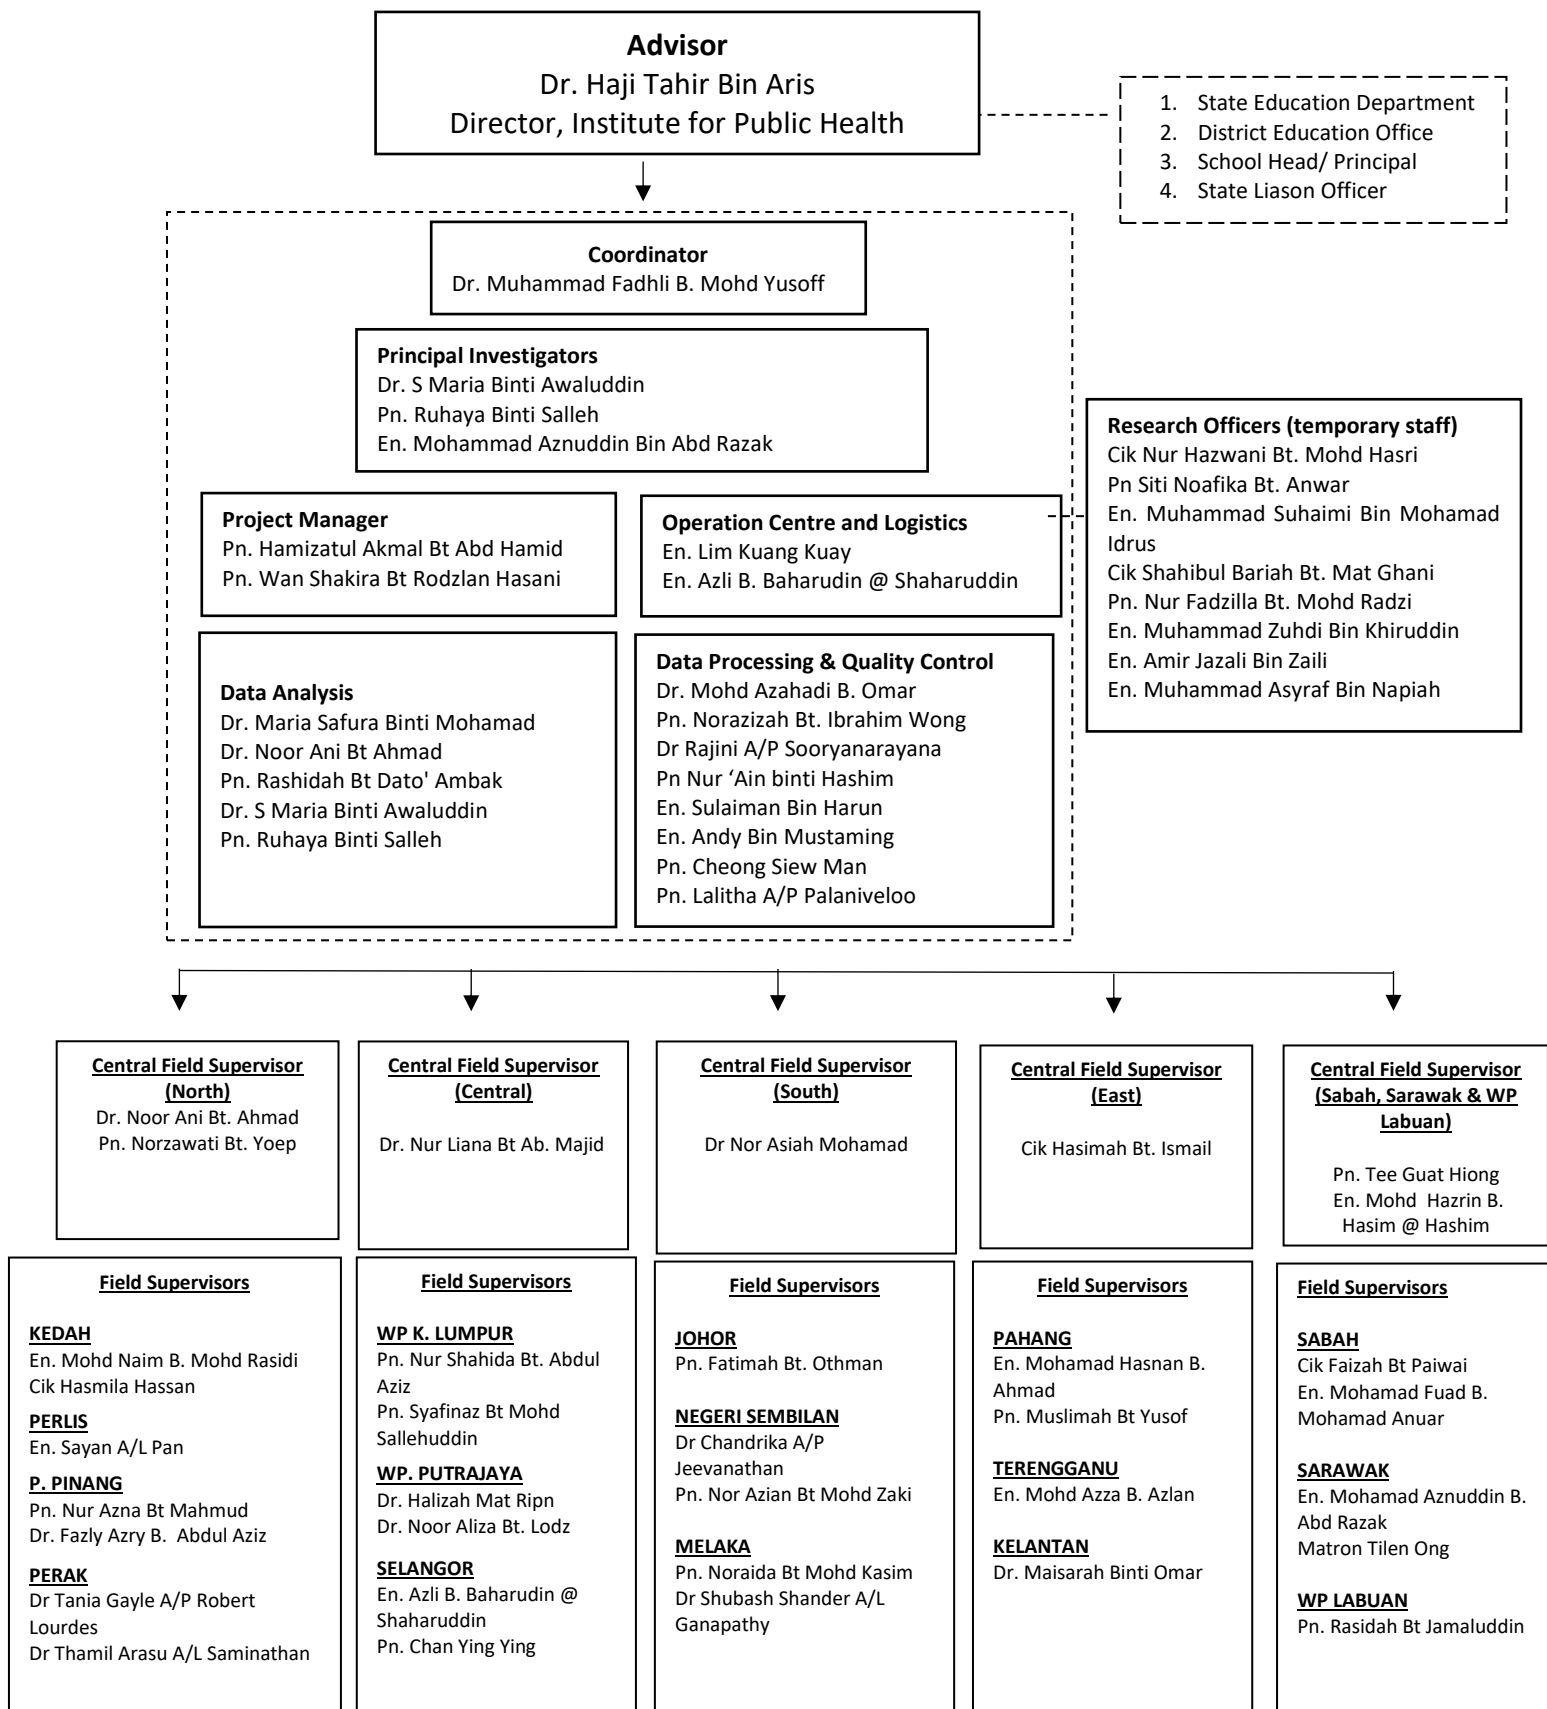 Advisor
Dr. Haji Tahir Bin Aris
Director, Institute for Public Health
1. State Education Department
2. District Education Office
3. School Head/ Principal
4. State Liason Officer
Coordinator
Dr. Muhammad Fadhli B. Mohd Yusoff
Principal Investigators
Dr. S Maria Binti Awaluddin
Pn. Ruhaya Binti Salleh
En. Mohammad Aznuddin Bin Abd Razak
Research Officers (temporary staff)
Cik Nur Hazwani Bt. Mohd Hasri
Pn Siti Noafika Bt. Anwar
En. Muhammad Suhaimi Bin Mohamad
Idrus
Cik Shahibul Bariah Bt. Mat Ghani
Pn. Nur Fadzilla Bt. Mohd Radzi
En. Muhammad Zuhdi Bin Khiruddin
En. Amir Jazali Bin Zaili
En. Muhammad Asyraf Bin Napiah
Project Manager
Pn. Hamizatul Akmal Bt Abd Hamid
Pn. Wan Shakira Bt Rodzlan Hasani
Operation Centre and Logistics
En. Lim Kuang Kuay
En. Azli B. Baharudin @ Shaharuddin
Data Analysis
Dr. Maria Safura Binti Mohamad
Dr. Noor Ani Bt Ahmad
Pn. Rashidah Bt Dato' Ambak
Dr. S Maria Binti Awaluddin
Pn. Ruhaya Binti Salleh
Data Processing & Quality Control
Dr. Mohd Azahadi B. Omar
Pn. Norazizah Bt. Ibrahim Wong
Dr Rajini A/P Sooryanarayana
Pn Nur ‘Ain binti Hashim
En. Sulaiman Bin Harun
En. Andy Bin Mustaming
Pn. Cheong Siew Man
Pn. Lalitha A/P Palaniveloo
Central Field Supervisor
(North)
Dr. Noor Ani Bt. Ahmad
Pn. Norzawati Bt. Yoep
Central Field Supervisor
(Central)
Dr. Nur Liana Bt Ab. Majid
Central Field Supervisor
(South)
Dr Nor Asiah Mohamad
Central Field Supervisor
(East)
Cik Hasimah Bt. Ismail
Central Field Supervisor
(Sabah, Sarawak & WP
Labuan)
Pn. Tee Guat Hiong
En. Mohd Hazrin B.
Hasim @ Hashim
Field Supervisors
KEDAH
En. Mohd Naim B. Mohd Rasidi
Cik Hasmila Hassan
PERLIS
En. Sayan A/L Pan
P. PINANG
Pn. Nur Azna Bt Mahmud
Dr. Fazly Azry B. Abdul Aziz
PERAK
Dr Tania Gayle A/P Robert
Lourdes
Dr Thamil Arasu A/L Saminathan
Field Supervisors
WP K. LUMPUR
Pn. Nur Shahida Bt. Abdul
Aziz
Pn. Syafinaz Bt Mohd
Sallehuddin
WP. PUTRAJAYA
Dr. Halizah Mat Ripn
Dr. Noor Aliza Bt. Lodz
SELANGOR
En. Azli B. Baharudin @
Shaharuddin
Pn. Chan Ying Ying
Field Supervisors
JOHOR
Pn. Fatimah Bt. Othman
NEGERI SEMBILAN
Dr Chandrika A/P
Jeevanathan
Pn. Nor Azian Bt Mohd Zaki
MELAKA
Pn. Noraida Bt Mohd Kasim
Dr Shubash Shander A/L
Ganapathy
Field Supervisors
PAHANG
En. Mohamad Hasnan B.
Ahmad
Pn. Muslimah Bt Yusof
TERENGGANU
En. Mohd Azza B. Azlan
KELANTAN
Dr. Maisarah Binti Omar
Field Supervisors
SABAH
Cik Faizah Bt Paiwai
En. Mohamad Fuad B.
Mohamad Anuar
SARAWAK
En. Mohamad Aznuddin B.
Abd Razak
Matron Tilen Ong
WP LABUAN
Pn. Rasidah Bt Jamaluddin